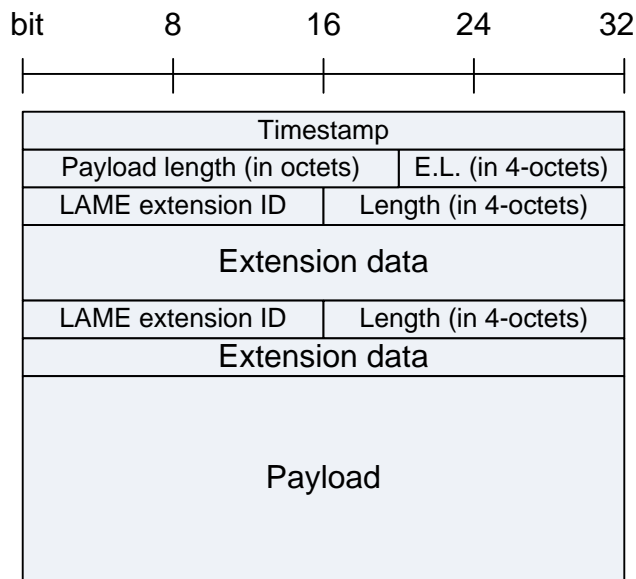 bit 8 16 24 32
Timestamp
Payload length (in octets) E.L. (in 4-octets)
LAME extension ID Length (in 4-octets)
Extension data
LAME extension ID Length (in 4-octets)
Extension data
Payload